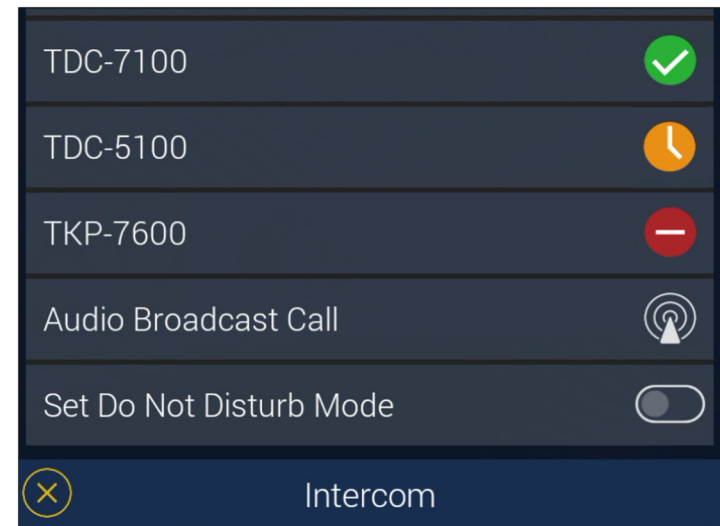 TDC-7100
TDC-5100
TKP-7600
Audio Broadcast Call
Set Do Not Disturb Mode
Intercom